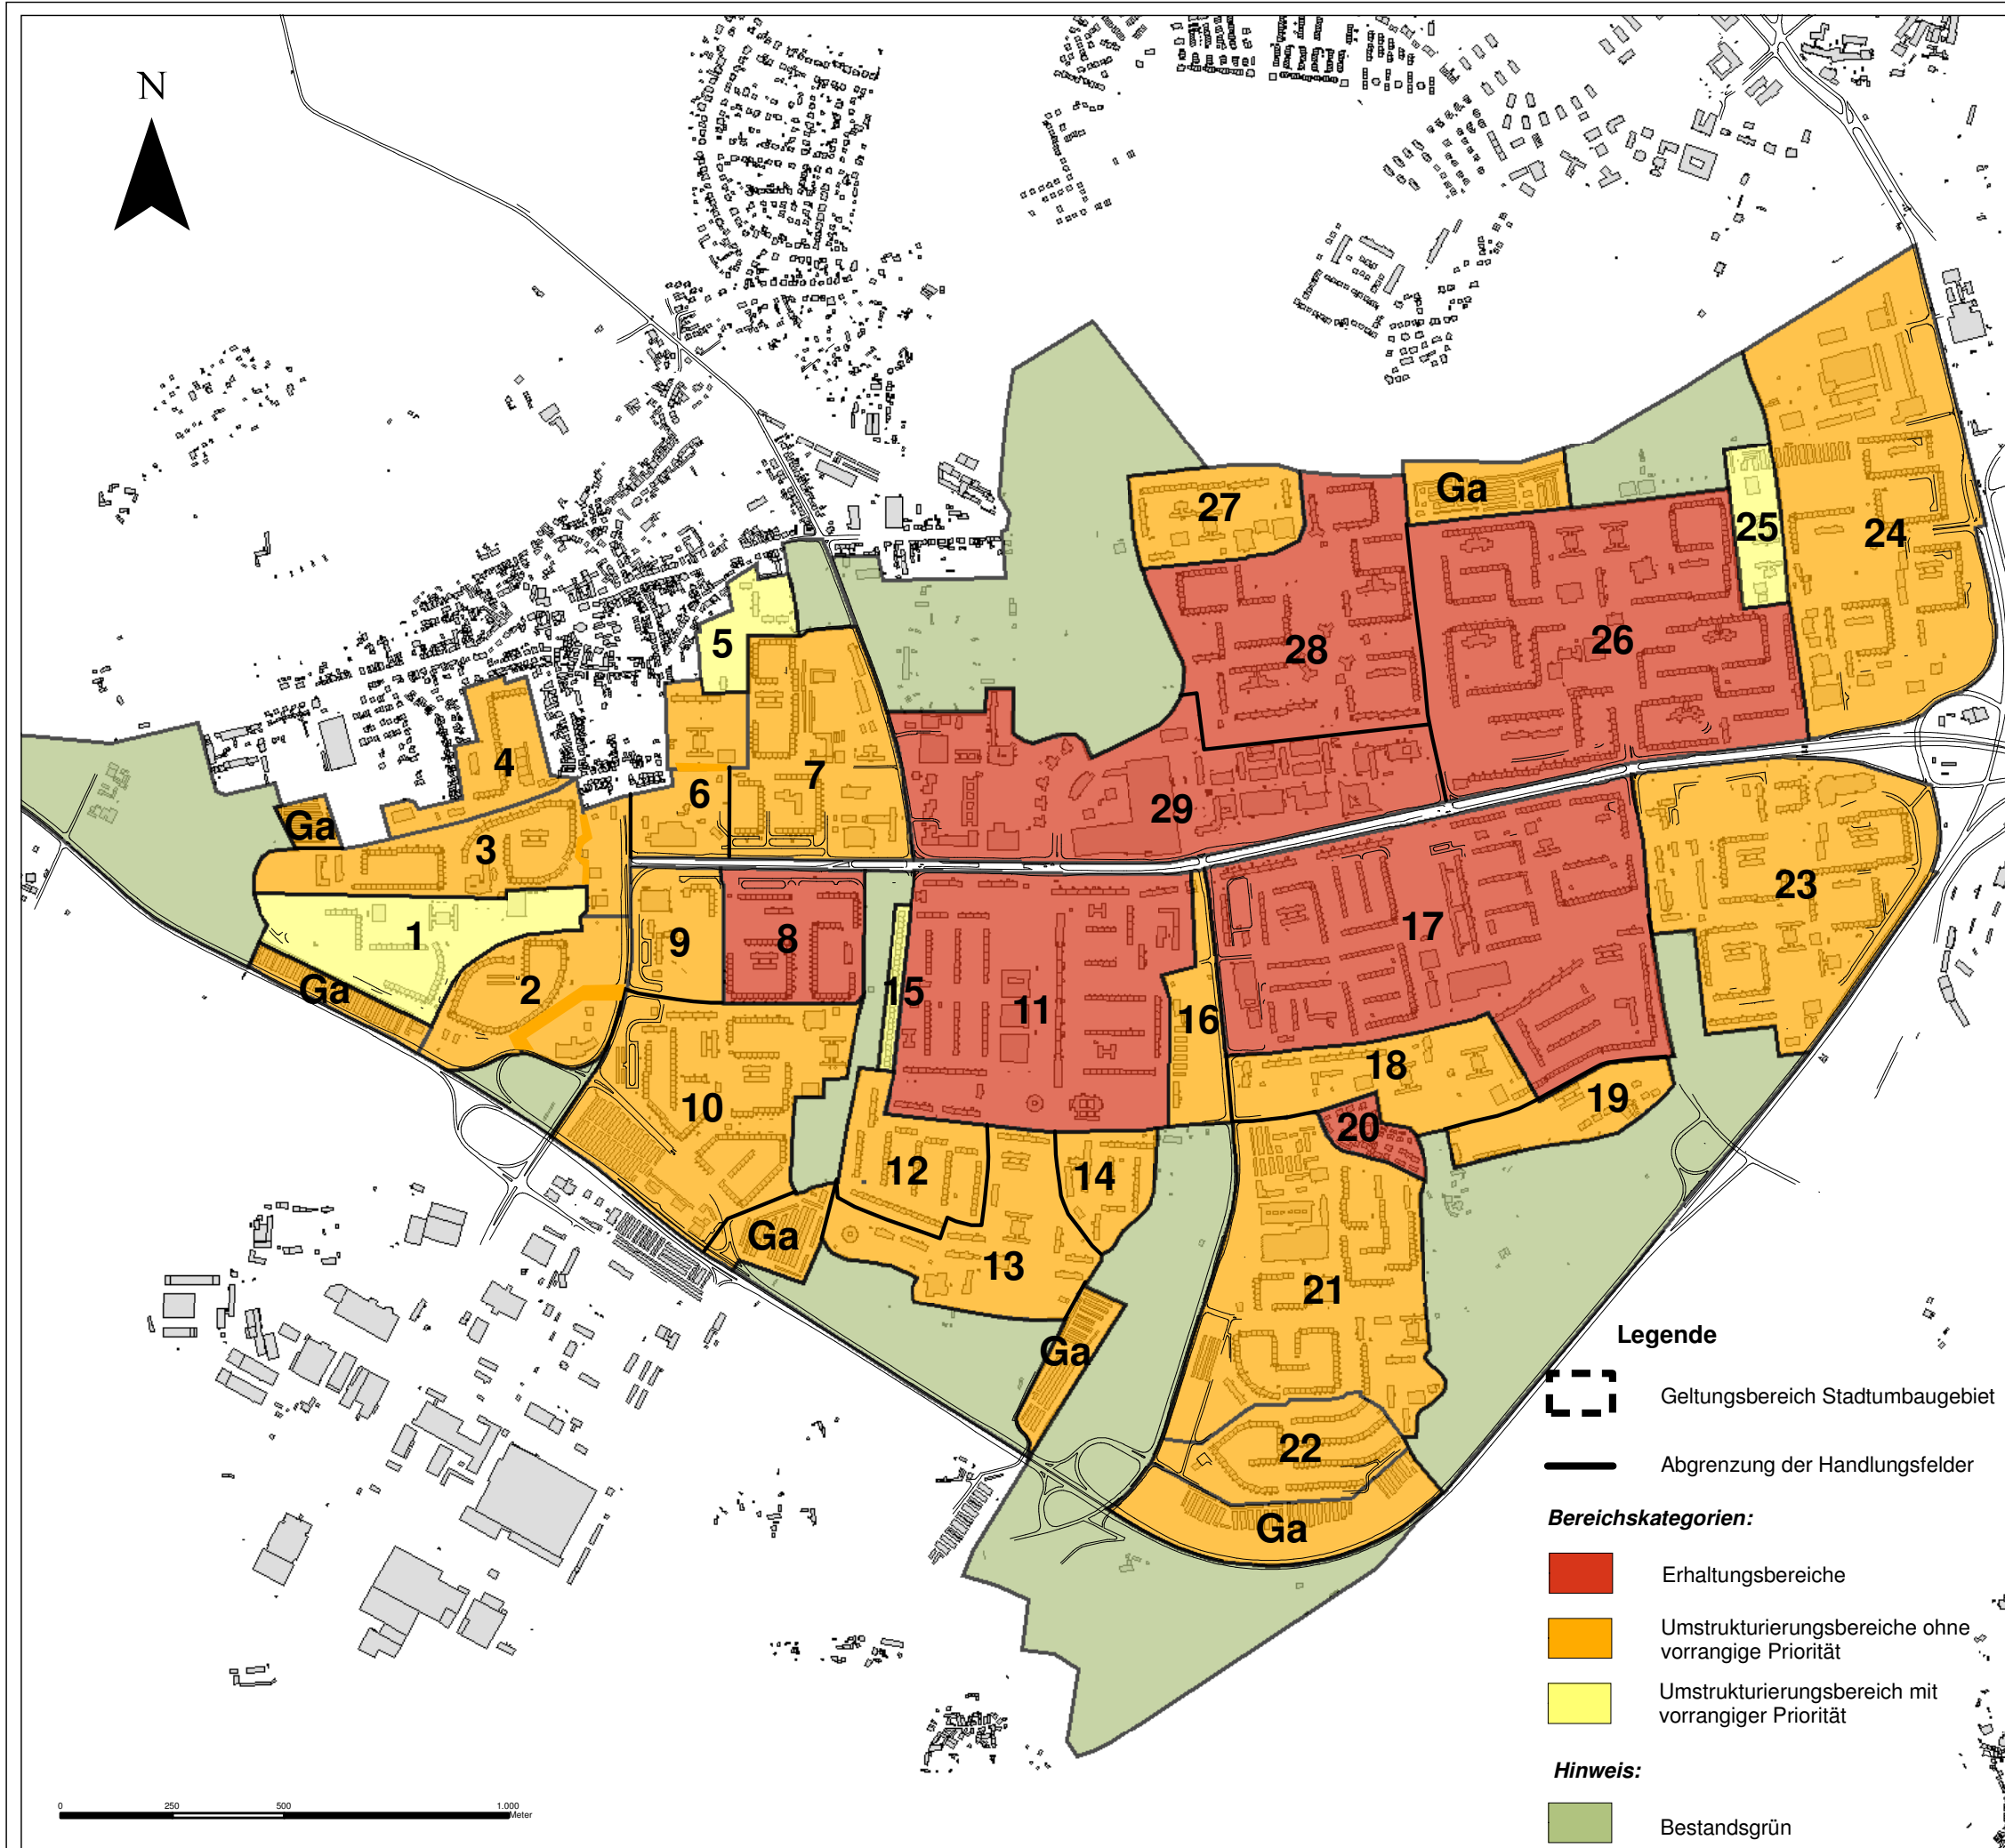 N
27
Ga
25
24
28
26
5
4
6
7
29
Ga
3
23
1
9
8
17
Ga
2
15
11
16
10
18
19
20
12
14
Ga
13
21
Ga
22
Ga
Legende
Geltungsbereich Stadtumbaugebiet
Abgrenzung der Handlungsfelder
Bereichskategorien:
Erhaltungsbereiche
Umstrukturierungsbereiche ohne
vorrangige Priorität
Umstrukturierungsbereich mit
vorrangiger Priorität
Hinweis:
Bestandsgrün
0 250 500 1.000
Meter